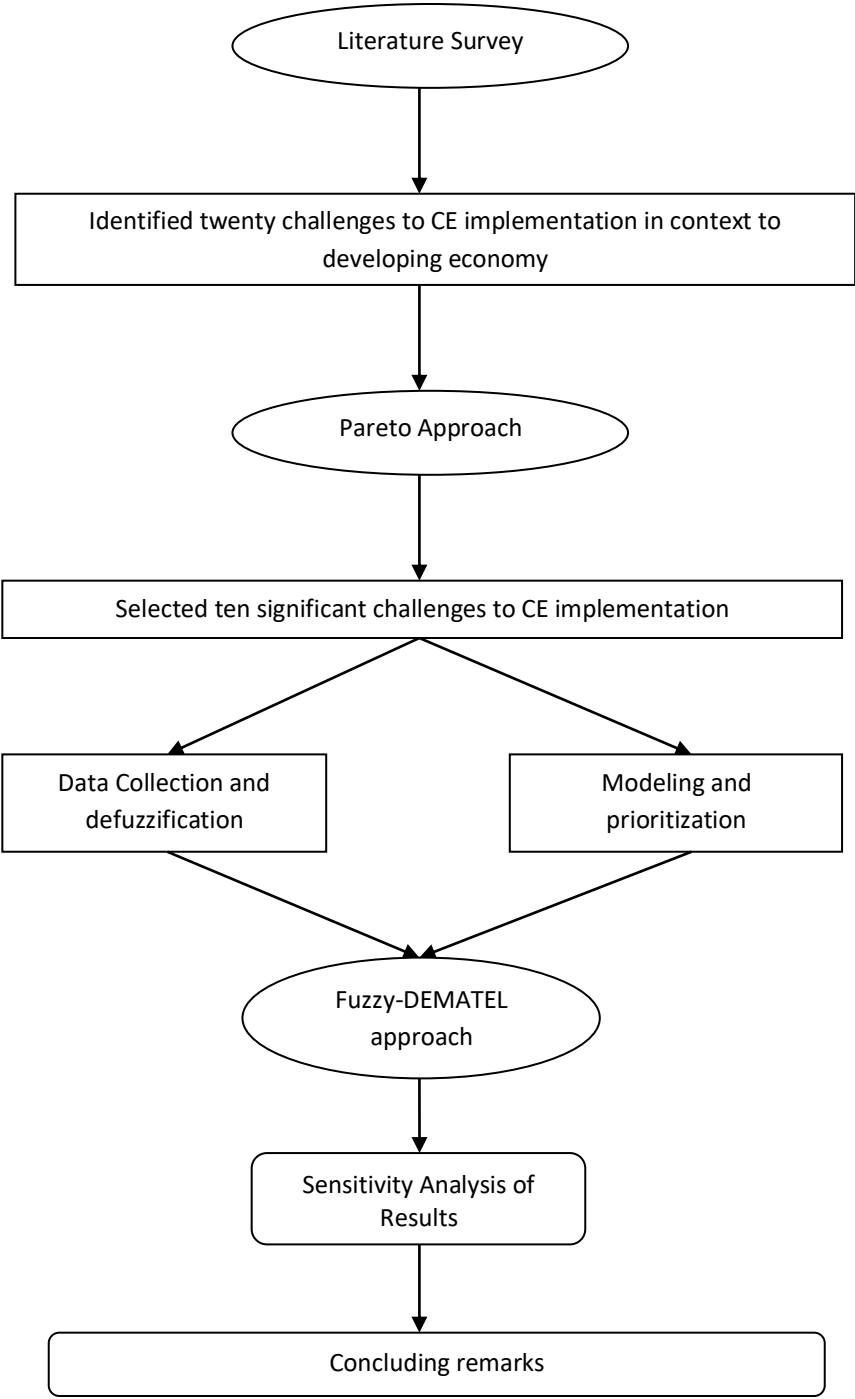 Literature Survey
Identified twenty challenges to CE implementation in context to
developing economy
Pareto Approach
Selected ten significant challenges to CE implementation
Data Collection and
defuzzification
Modeling and
prioritization
Fuzzy-DEMATEL
approach
Sensitivity Analysis of
Results
Concluding remarks